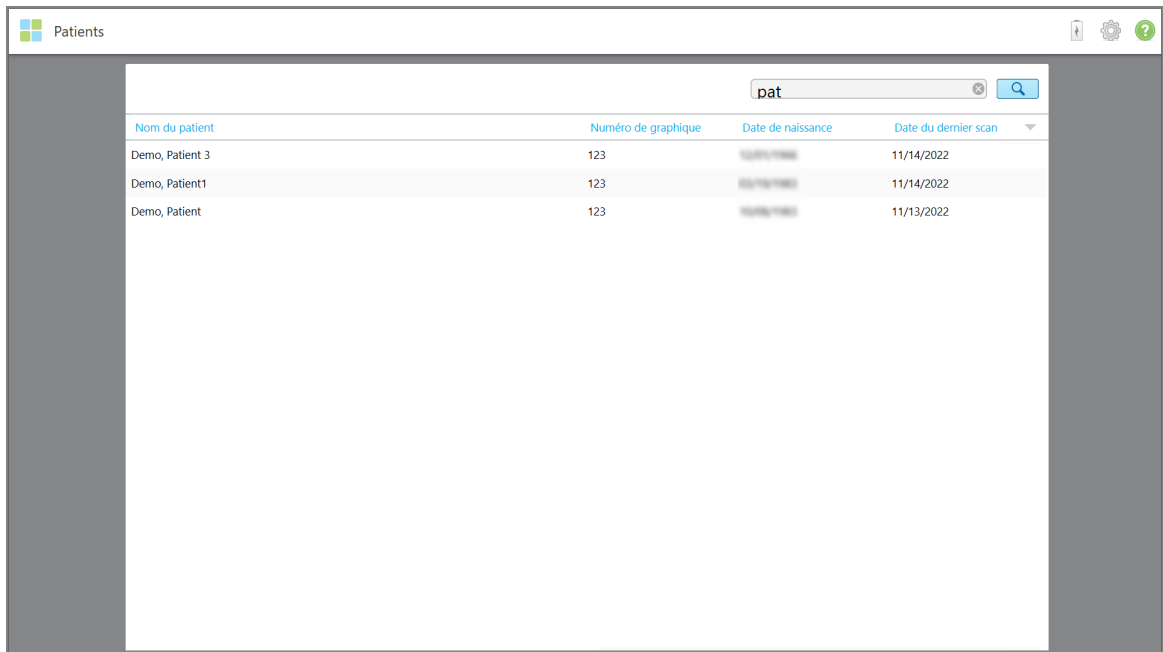 Patients
?
pat
Nom du patient Numéro de graphique Date de naissance Date du dernier scan
Demo, Patient 3 123 11/14/2022
Demo, Patient1 123 11/14/2022
Demo, Patient 123 11/13/2022